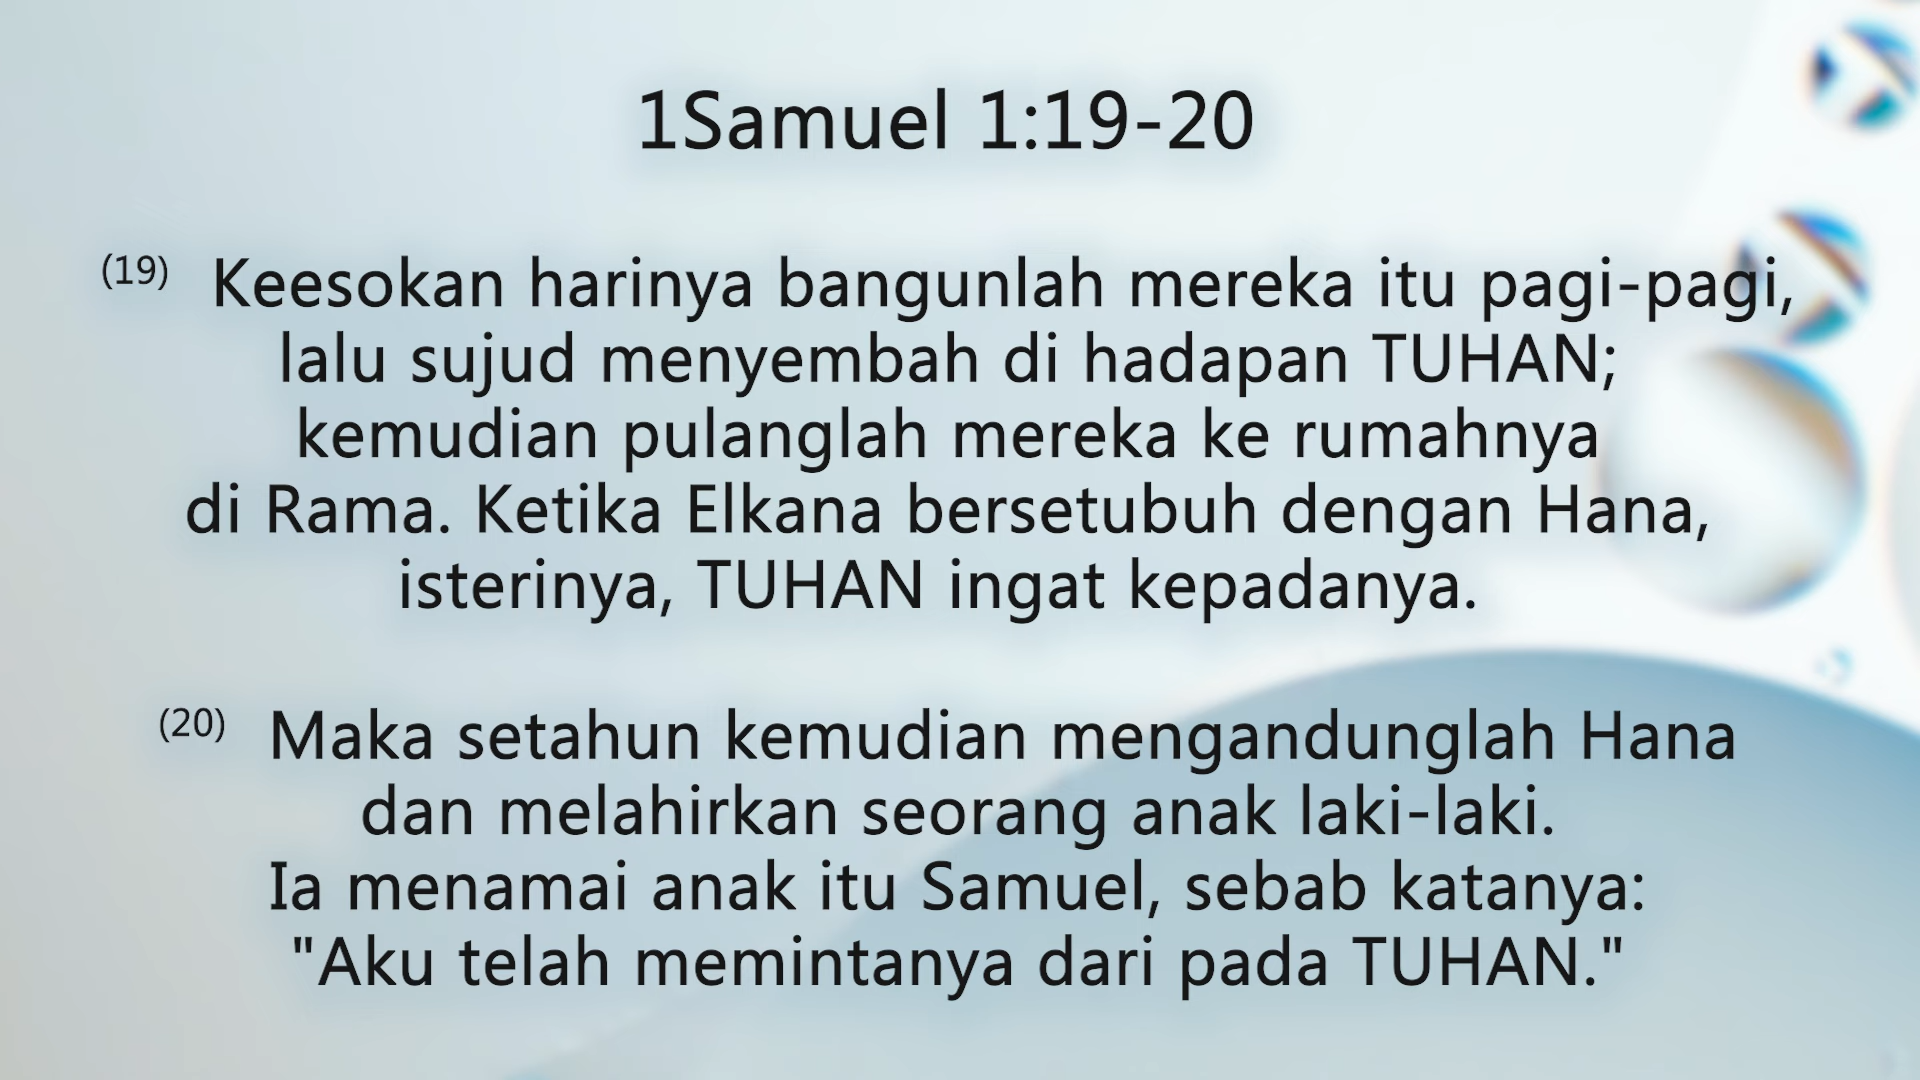 1Samuel 1:19-20
(19) Keesokan harinya bangunlah mereka itu pagi-pagi,
lalu sujud menyembah di hadapan TUHAN;
kemudian pulanglah mereka ke rumahnya
di Rama. Ketika Elkana bersetubuh dengan Hana,
isterinya, TUHAN ingat kepadanya.
(20) Maka setahun kemudian mengandunglah Hana
dan melahirkan seorang anak laki-laki.
Ia menamai anak itu Samuel, sebab katanya:
"Aku telah memintanya dari pada TUHAN."